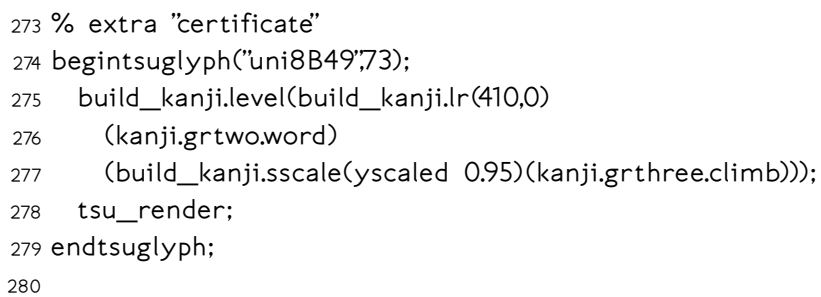 273 % extra "certificate"
274 begintsuglyph("uni8B49",73);
275 build_kanji.level(build_kanji.lr(410,0)
276 (kanji.grtwo.word)
277 (build_kanji.sscale(yscaled 0.95)(kanji.grthree.climb)));
278 tsu_render;
279 endtsuglyph;
280